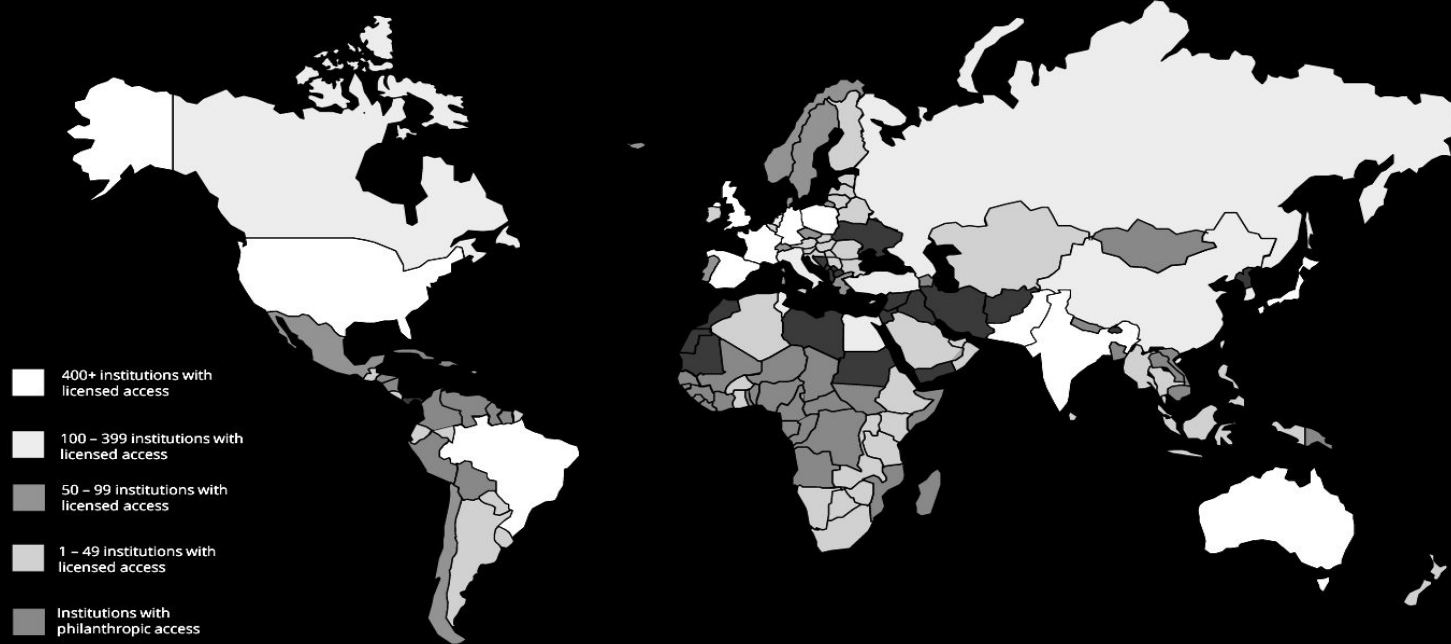 400+ institutions with
licensed access
100 – 399 institutions with
licensed access
50 – 99 institutions with
licensed access
1 – 49 institutions with
licensed access
Institutions with
philanthropic access